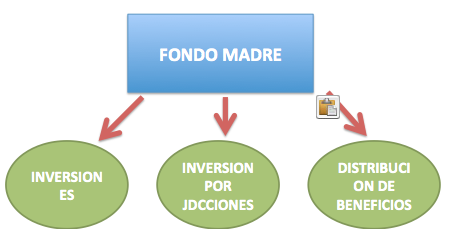 FONDO MADRE
INVERSION
ES
INVERSION
POR
JDCCIONES
DISTRIBUCI
ON DE
BENEFICIOS